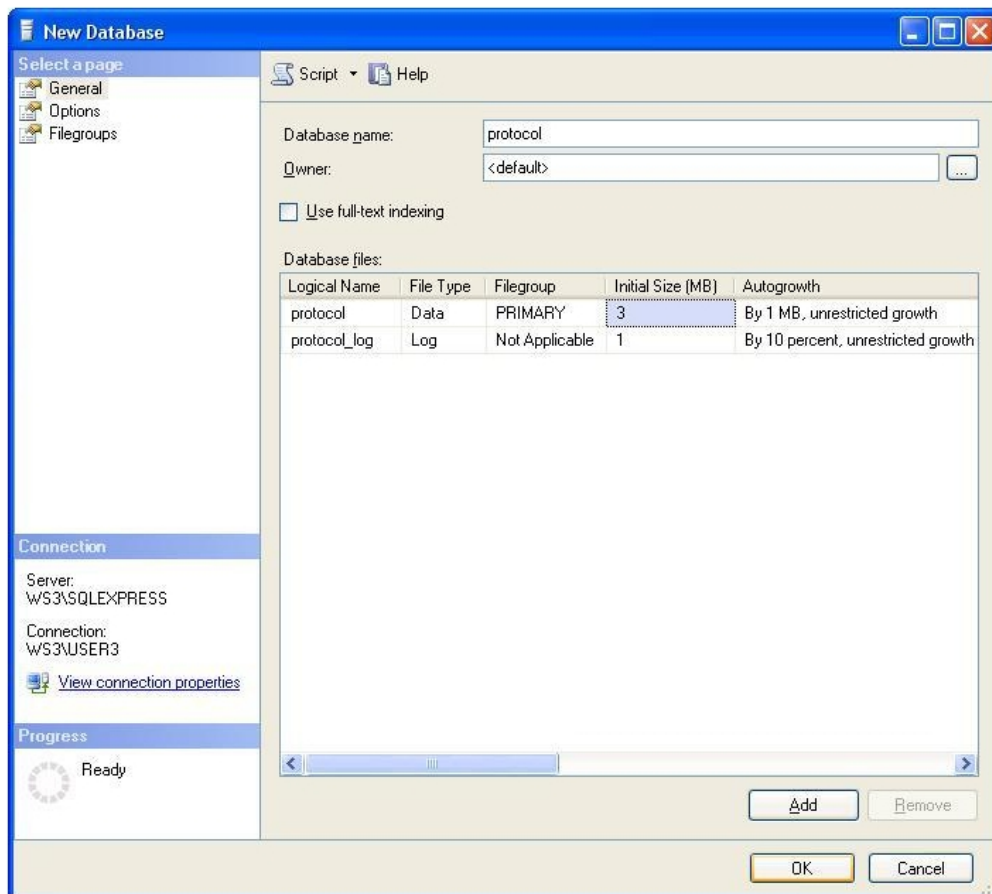 New Database
Select a page
General
Options
Filegroups
Script Help
Database name: protocol
Owner: <default> ...
Use full-text indexing
Database files:
Logical Name File Type Filegroup Initial Size (MB) Autogrowth
protocol Data PRIMARY 3 By 1 MB, unrestricted growth
protocol_log Log Not Applicable 1 By 10 percent, unrestricted growth
Connection
Server:
WS3\SQLEXPRESS
Connection:
WS3\USER3
View connection properties
Progress
Ready
Add Remove
OK Cancel